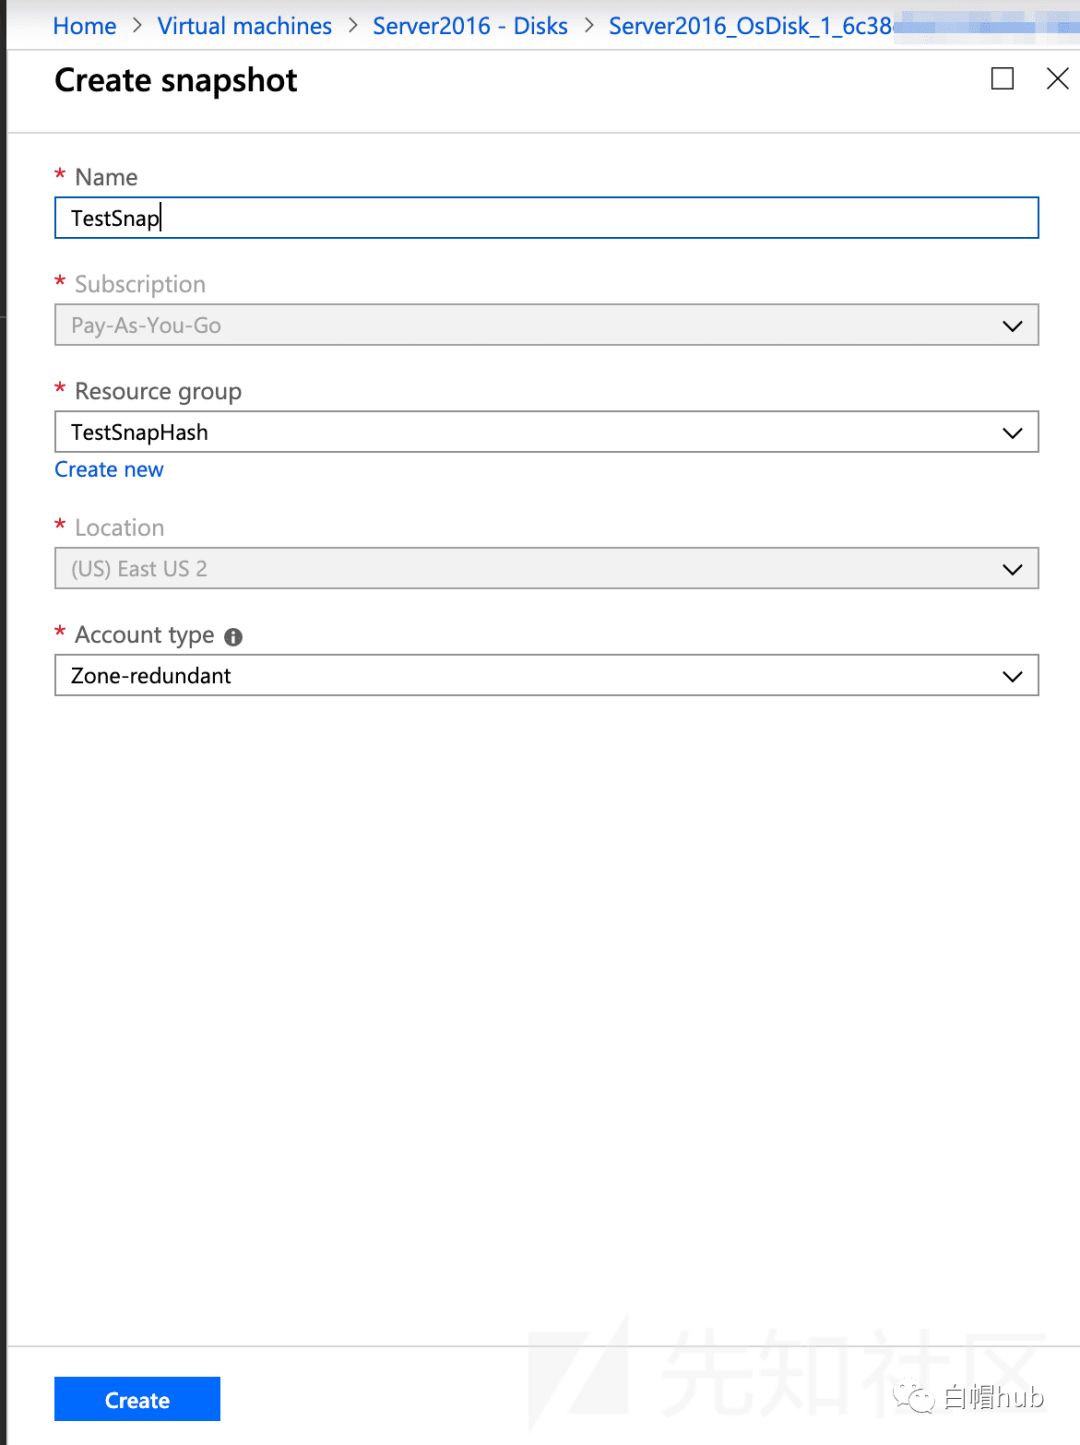 Home > Virtual machines > Server2016 - Disks > Server2016_OsDisk_1_6c38
Create snapshot
* Name
TestSnap
* Subscription
Pay-As-You-Go
* Resource group
TestSnapHash
Create new
* Location
(US) East US 2
* Account type
Zone-redundant
先知社区
白帽hub
Create